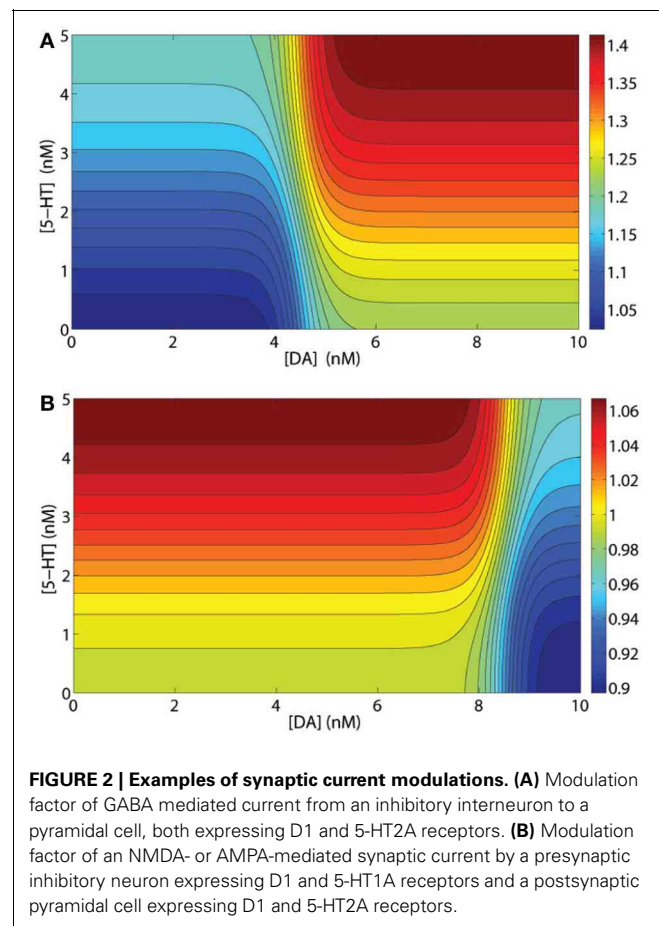 A
5
4
3
2
1
0
[5–HT] (nM)
0 2 4 6 8 10
[DA] (nM)
1.4
1.35
1.3
1.25
1.2
1.15
1.1
1.05
B
5
4
3
2
1
0
[5–HT] (nM)
0 2 4 6 8 10
[DA] (nM)
1.06
1.04
1.02
1
0.98
0.96
0.94
0.92
0.9
FIGURE 2 | Examples of synaptic current modulations. (A) Modulation
factor of GABA mediated current from an inhibitory interneuron to a
pyramidal cell, both expressing D1 and 5-HT2A receptors. (B) Modulation
factor of an NMDA- or AMPA-mediated synaptic current by a presynaptic
inhibitory neuron expressing D1 and 5-HT1A receptors and a postsynaptic
pyramidal cell expressing D1 and 5-HT2A receptors.